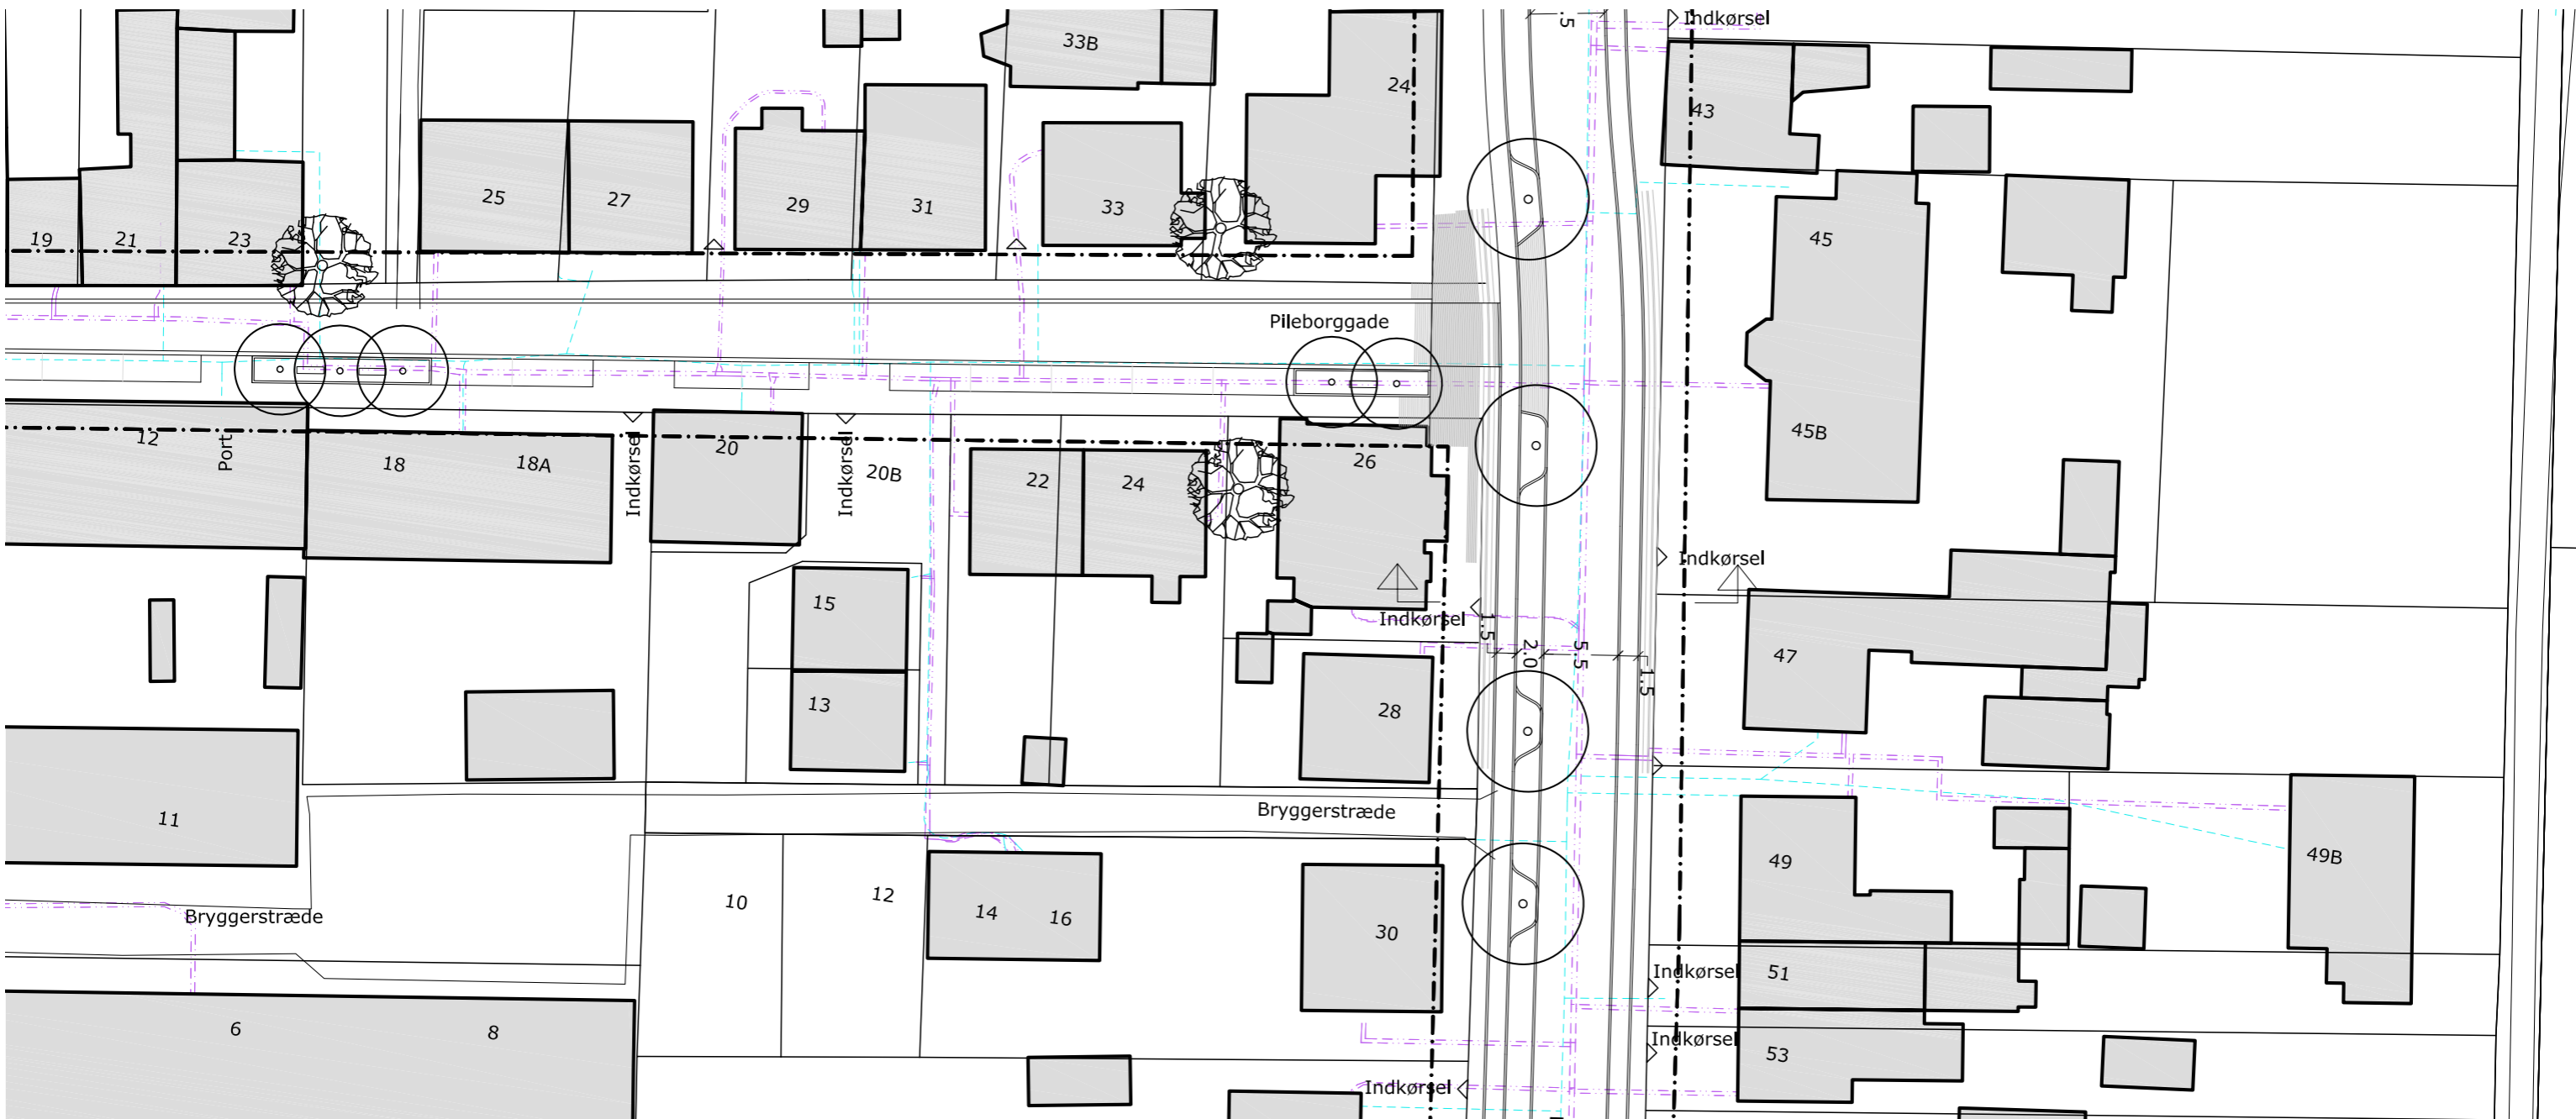 .5
Indkørsel
33B
24
43
25
27
29
31
33
19
21
23
45
Pileborggade
12
Port
18
18A
Indkørsel
20
Indkørsel
20B
22
24
26
45B
Indkørsel
15
Indkørsel
1.5
2.0
5.5
1.5
47
13
28
11
Bryggerstræde
49
49B
10
12
14
16
30
Bryggerstræde
Indkørsel
51
6
8
Indkørsel
53
Indkørsel